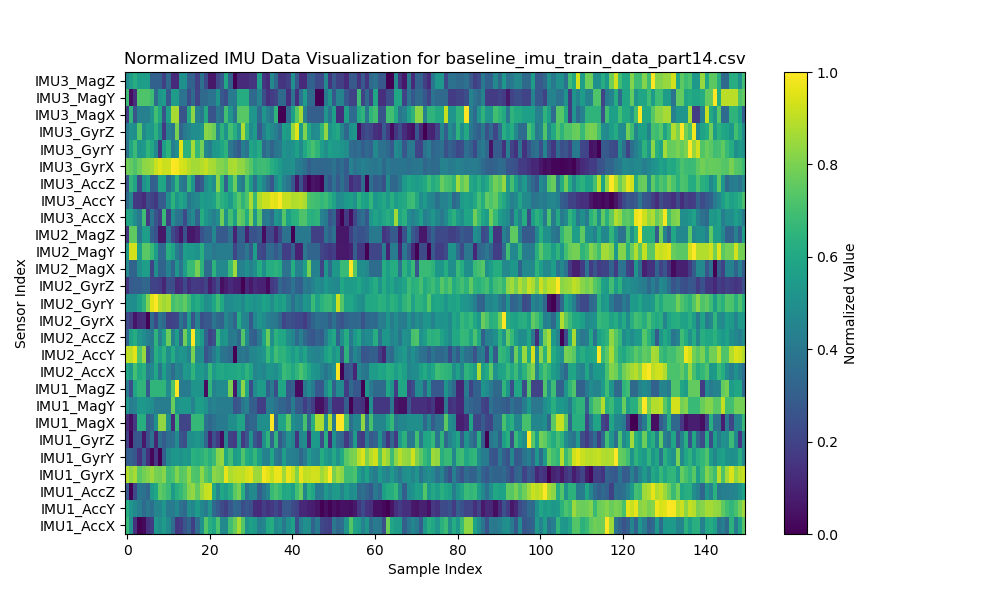 Normalized IMU Data Visualization for baseline_imu_train_data_part14.csv
IMU3_MagZ
IMU3_MagY
IMU3_MagX
IMU3_GyrZ
IMU3_GyrY
IMU3_GyrX
IMU3_AccZ
IMU3_AccY
IMU3_AccX
IMU2_MagZ
IMU2_MagY
IMU2_MagX
IMU2_GyrZ
IMU2_GyrY
IMU2_GyrX
IMU2_AccZ
IMU2_AccY
IMU2_AccX
IMU1_MagZ
IMU1_MagY
IMU1_MagX
IMU1_GyrZ
IMU1_GyrY
IMU1_GyrX
IMU1_AccZ
IMU1_AccY
IMU1_AccX
Sensor Index
0 20 40 60 80 100 120 140
Sample Index
1.0
0.8
0.6
0.4
0.2
0.0
Normalized Value